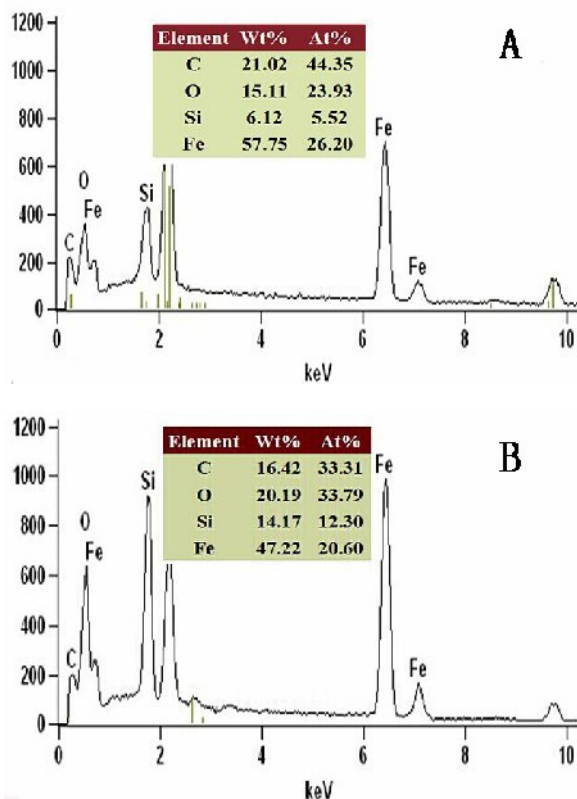 1200
1000
800
600
400
200
0
A
Element Wt% At%
C 21.02 44.35
O 15.11 23.93
Si 6.12 5.52
Fe 57.75 26.20
C
O
Fe
Si
Fe
Fe
0 2 4 6 8 10
keV
1200
1000
800
600
400
200
0
B
Element Wt% At%
C 16.42 33.31
O 20.19 33.79
Si 14.17 12.30
Fe 47.22 20.60
C
O
Fe
Si
Fe
Fe
0 2 4 6 8 10
keV